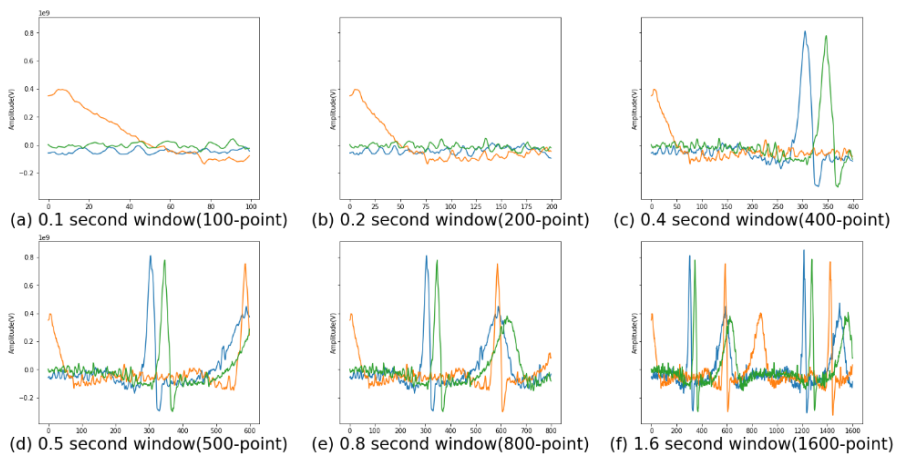 1e9
Amplitude(V)
0.8
0.6
0.4
0.2
0.0
−0.2
0 20 40 60 80 100
0 25 50 75 100 125 150 175 200
0 50 100 150 200 250 300 350 400
(a) 0.1 second window(100-point)
(b) 0.2 second window(200-point)
(c) 0.4 second window(400-point)
1e9
Amplitude(V)
Amplitude(V)
0.8
0.6
0.4
0.2
0.0
−0.2
0 100 200 300 400 500 600
0 100 200 300 400 500 600 700 800
0 200 400 600 800 1000 1200 1400 1600
(d) 0.5 second window(500-point)
(e) 0.8 second window(800-point)
(f) 1.6 second window(1600-point)